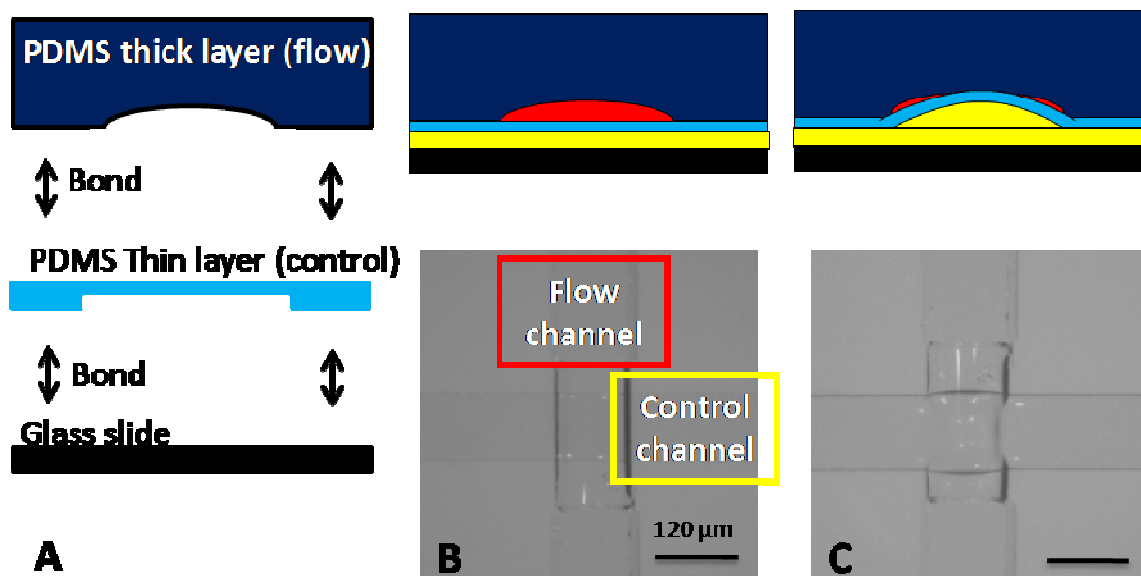 PDMS thick layer (flow)
Bond
PDMS Thin layer (control)
Bond
Glass slide
A
Flow
channel
Control
channel
120 µm
B
C